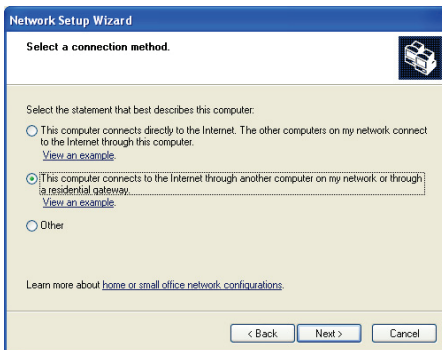 Network Setup Wizard
Select a connection method.
Select the statement that best describes this computer:
This computer connects directly to the Internet. The other computers on my network connect
to the Internet through this computer.
View an example.
This computer connects to the Internet through another computer on my network or through
a residential gateway.
View an example.
Other
Learn more about home or small office network configurations.
< Back
Next >
Cancel